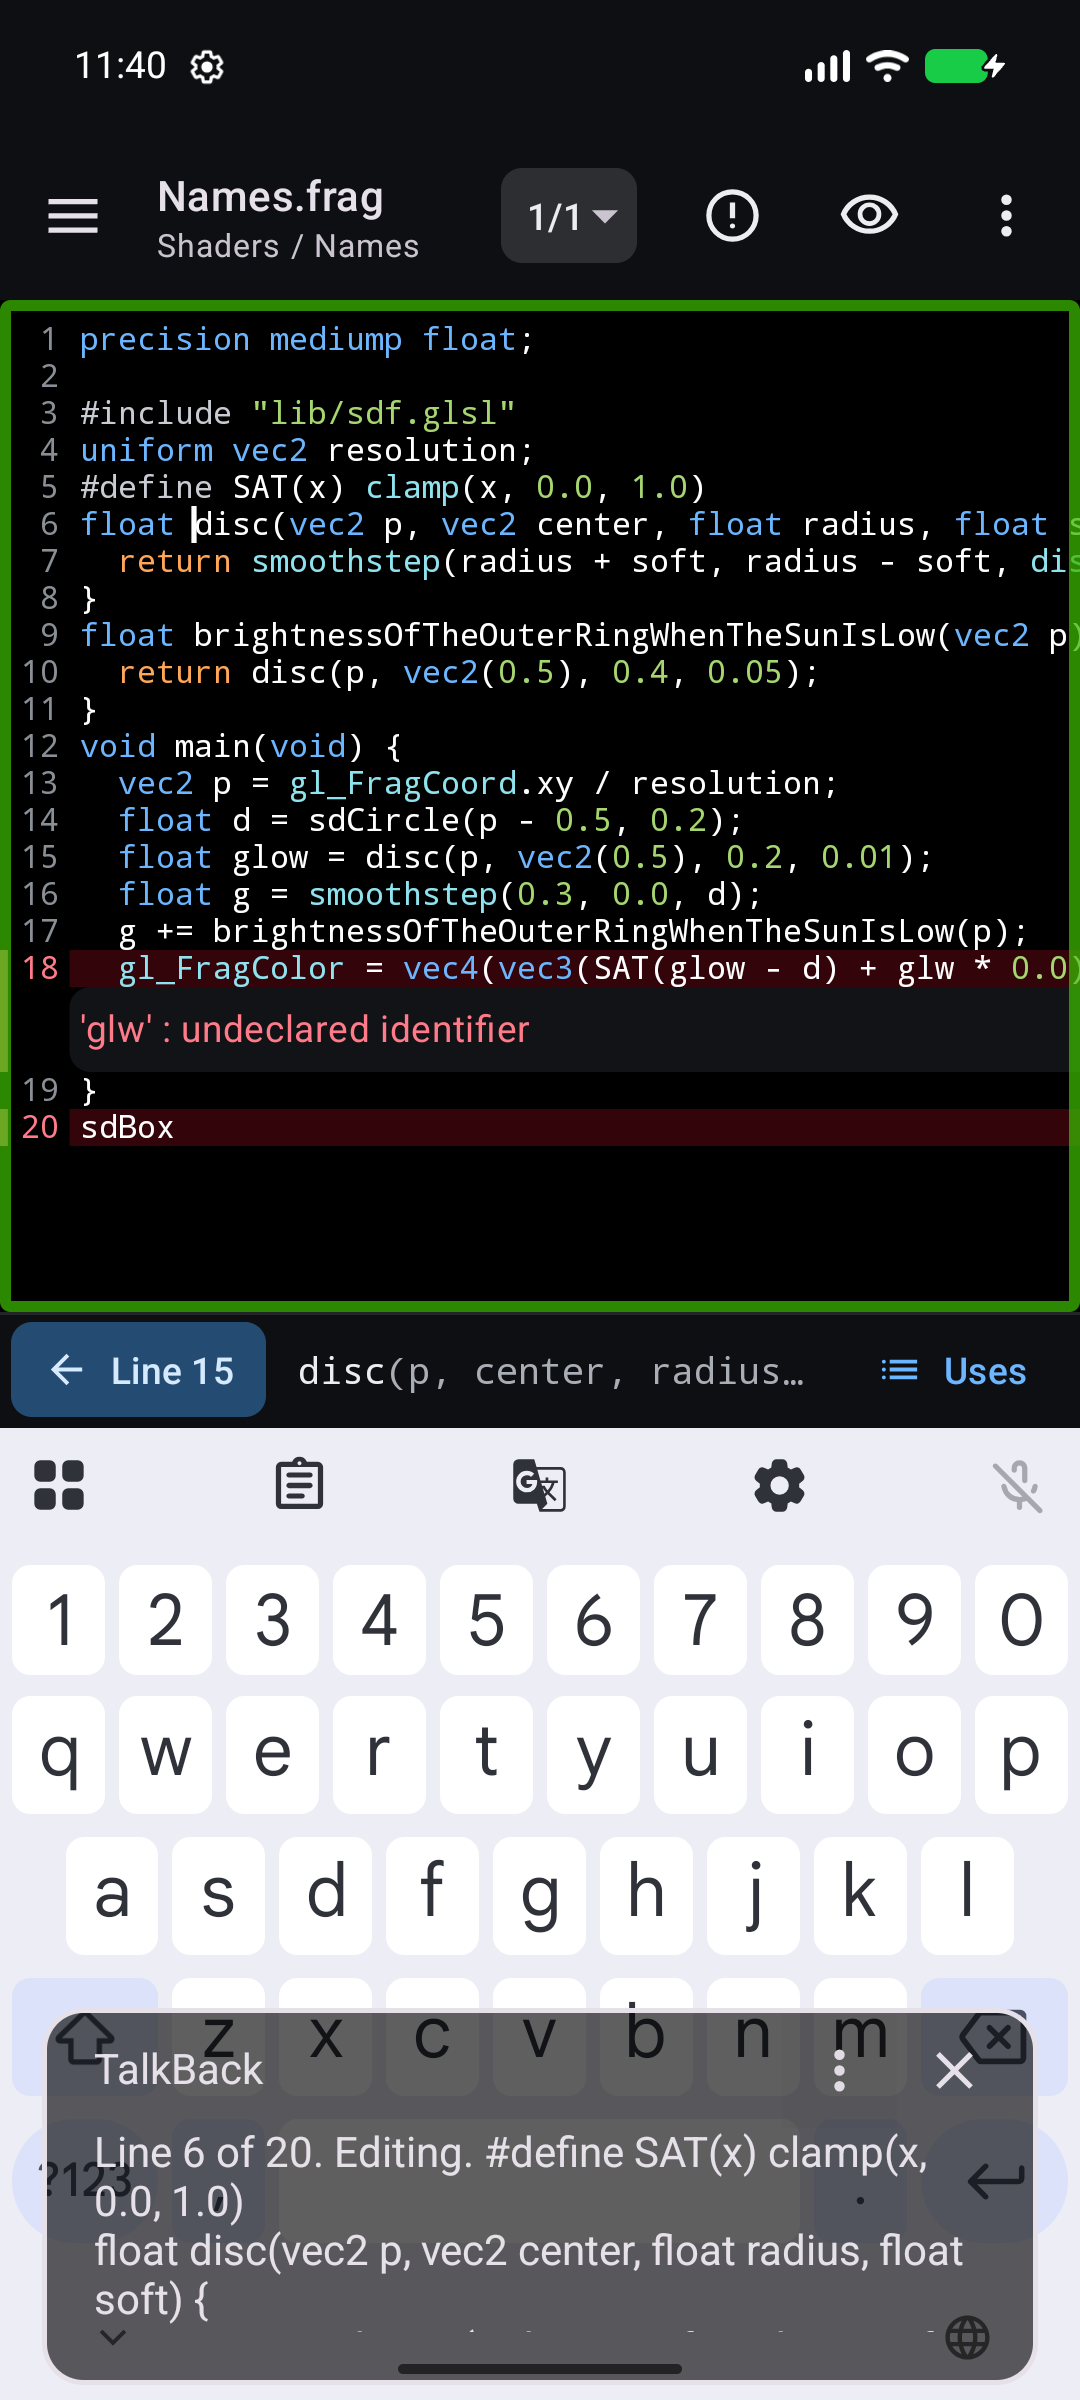 11:40
Names.frag
Shaders / Names
1/1
1 precision mediump float;
2
3 #include "lib/sdf.glsl"
4 uniform vec2 resolution;
5 #define SAT(x) clamp(x, 0.0, 1.0)
6 float disc(vec2 p, vec2 center, float radius, float s
7   return smoothstep(radius + soft, radius - soft, dis
8 }
9 float brightnessOfTheOuterRingWhenTheSunIsLow(vec2 p)
10   return disc(p, vec2(0.5), 0.4, 0.05);
11 }
12 void main(void) {
13   vec2 p = gl_FragCoord.xy / resolution;
14   float d = sdCircle(p - 0.5, 0.2);
15   float glow = disc(p, vec2(0.5), 0.2, 0.01);
16   float g = smoothstep(0.3, 0.0, d);
17   g += brightnessOfTheOuterRingWhenTheSunIsLow(p);
18   gl_FragColor = vec4(vec3(SAT(glow - d) + glw * 0.0)
'glw' : undeclared identifier
19 }
20 sdBox
Line 15 disc(p, center, radius… Uses
1 2 3 4 5 6 7 8 9 0
q w e r t y u i o p
a s d f g h j k l
z x c v b n m
?123 , .
TalkBack
Line 6 of 20. Editing. #define SAT(x) clamp(x,
0.0, 1.0)
float disc(vec2 p, vec2 center, float radius, float
soft) {